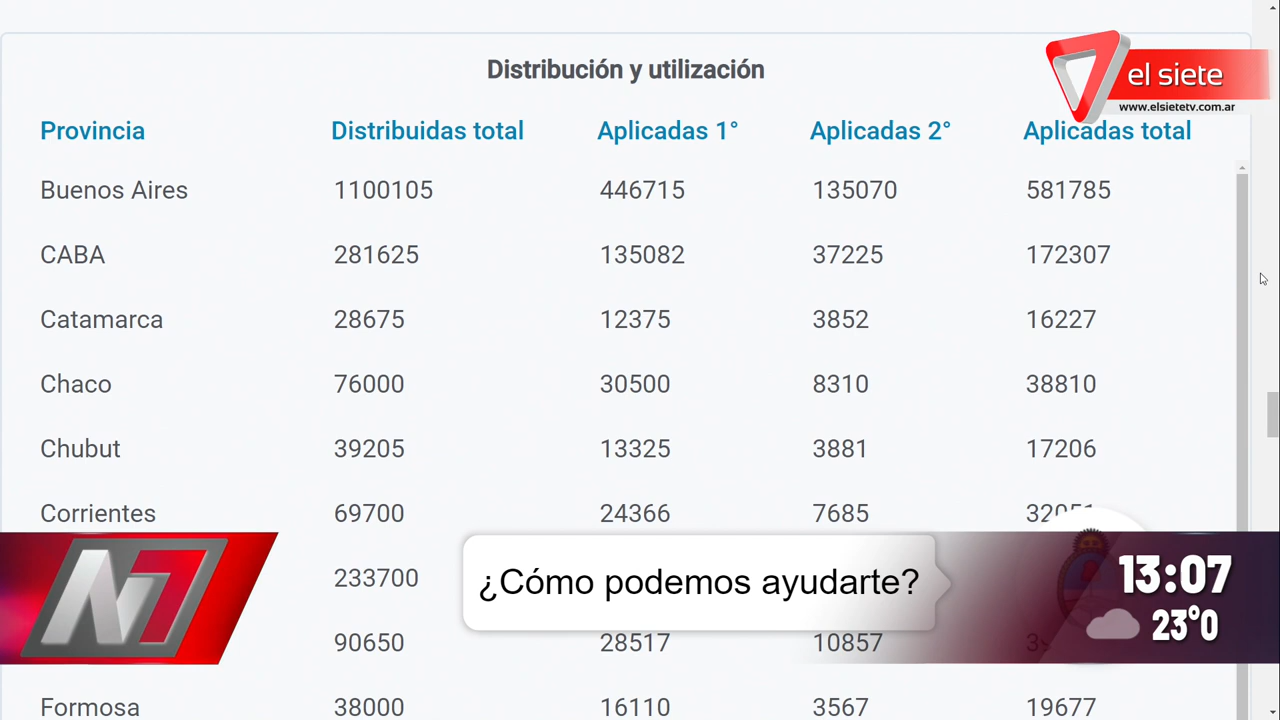 Distribución y utilización
el siete
www.elsietetv.com.ar
Provincia Distribuidas total Aplicadas 1° Aplicadas 2° Aplicadas total
Buenos Aires 1100105 446715 135070 581785
CABA 281625 135082 37225 172307
Catamarca 28675 12375 3852 16227
Chaco 76000 30500 8310 38810
Chubut 39205 13325 3881 17206
Corrientes 69700 24366 7685
233700
¿Cómo podemos ayudarte?
13:07
N7
23°0
90650 28517 10857
Formosa 38000 16110 3567 19677